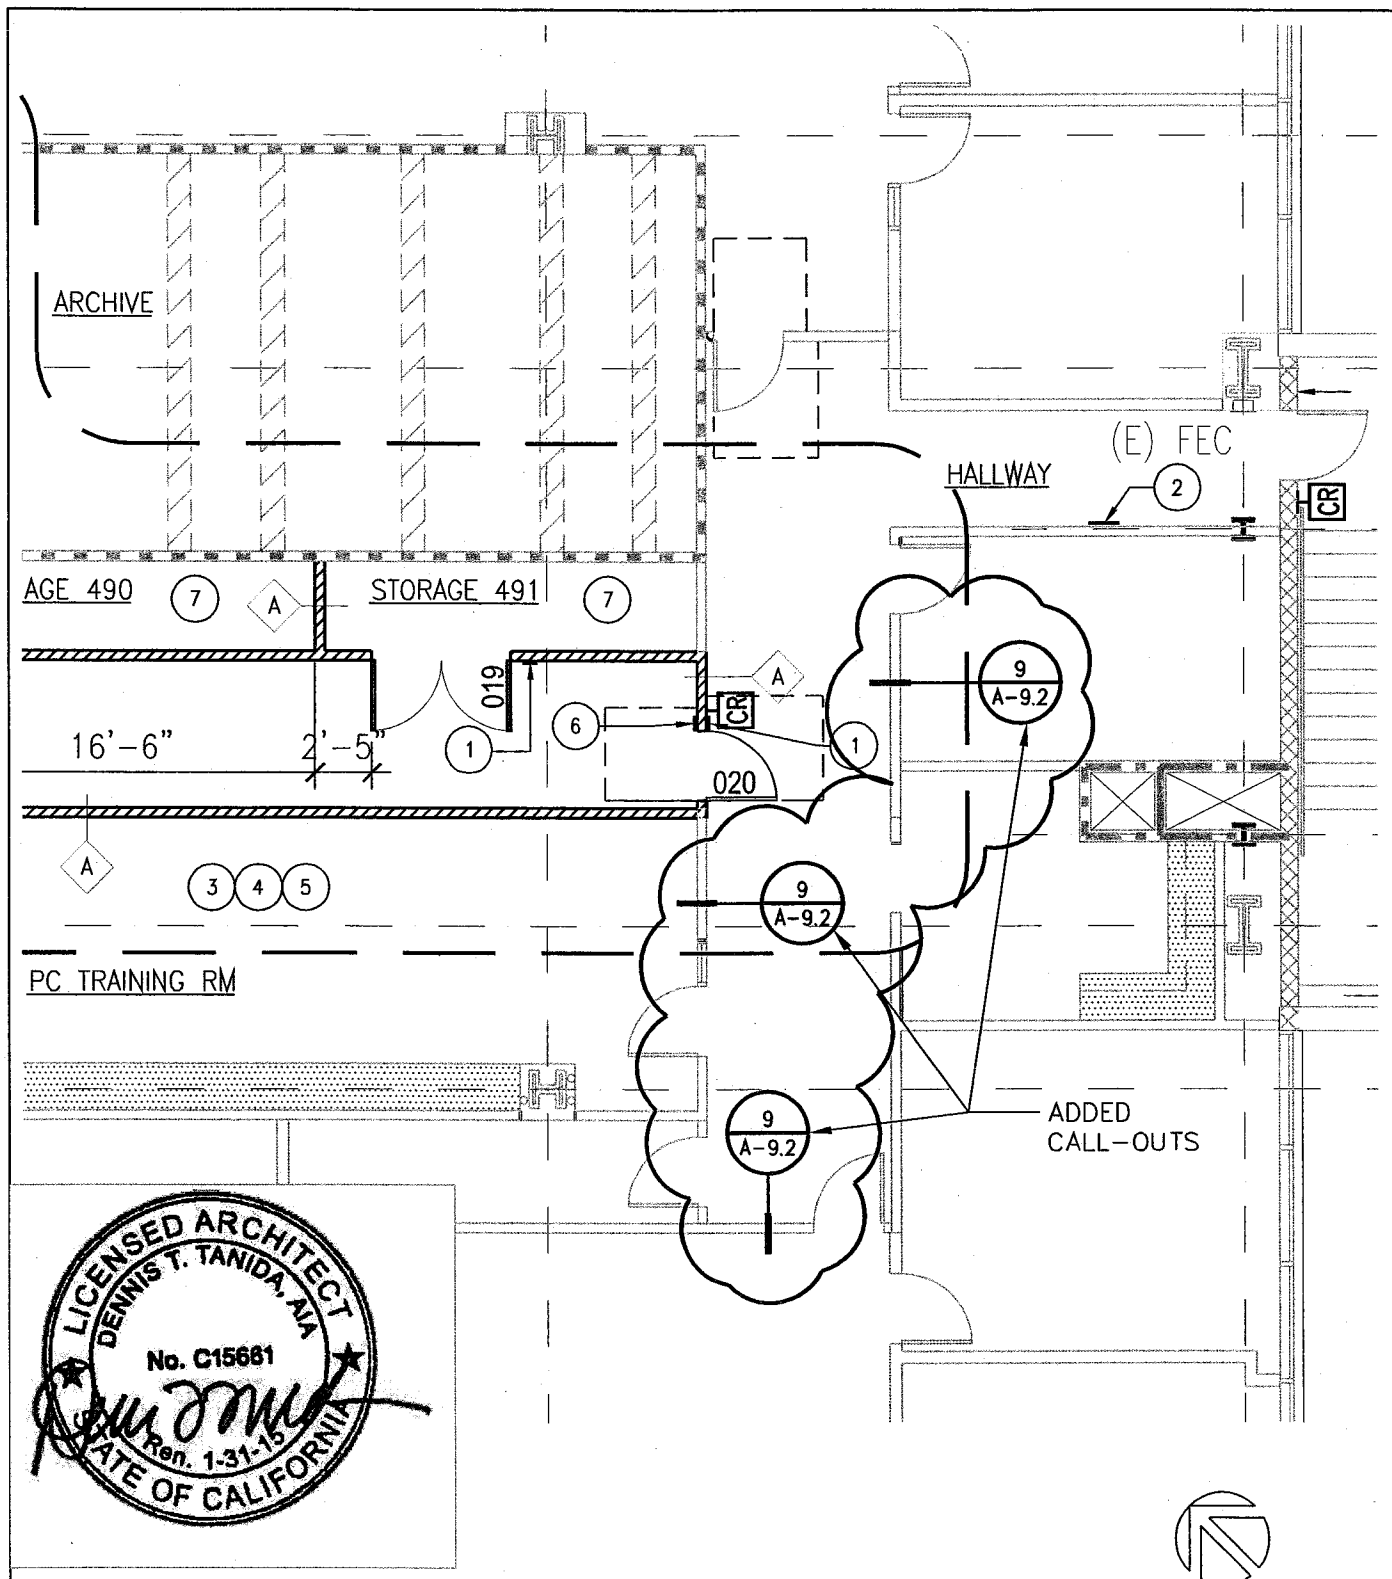 ARCHIVE
(E) FEC
2
HALLWAY
CR
AGE 490
7
A
STORAGE 491
7
019
A
9
A-9.2
CR
6
16'-6"
2'-5"
1
1
020
A
3 4 5
9
A-9.2
PC TRAINING RM
9
A-9.2
ADDED
CALL-OUTS
LICENSED ARCHITECT
DENNIS T. TANIDA, AIA
No. C15661
Ren. 1-31-15
STATE OF CALIFORNIA